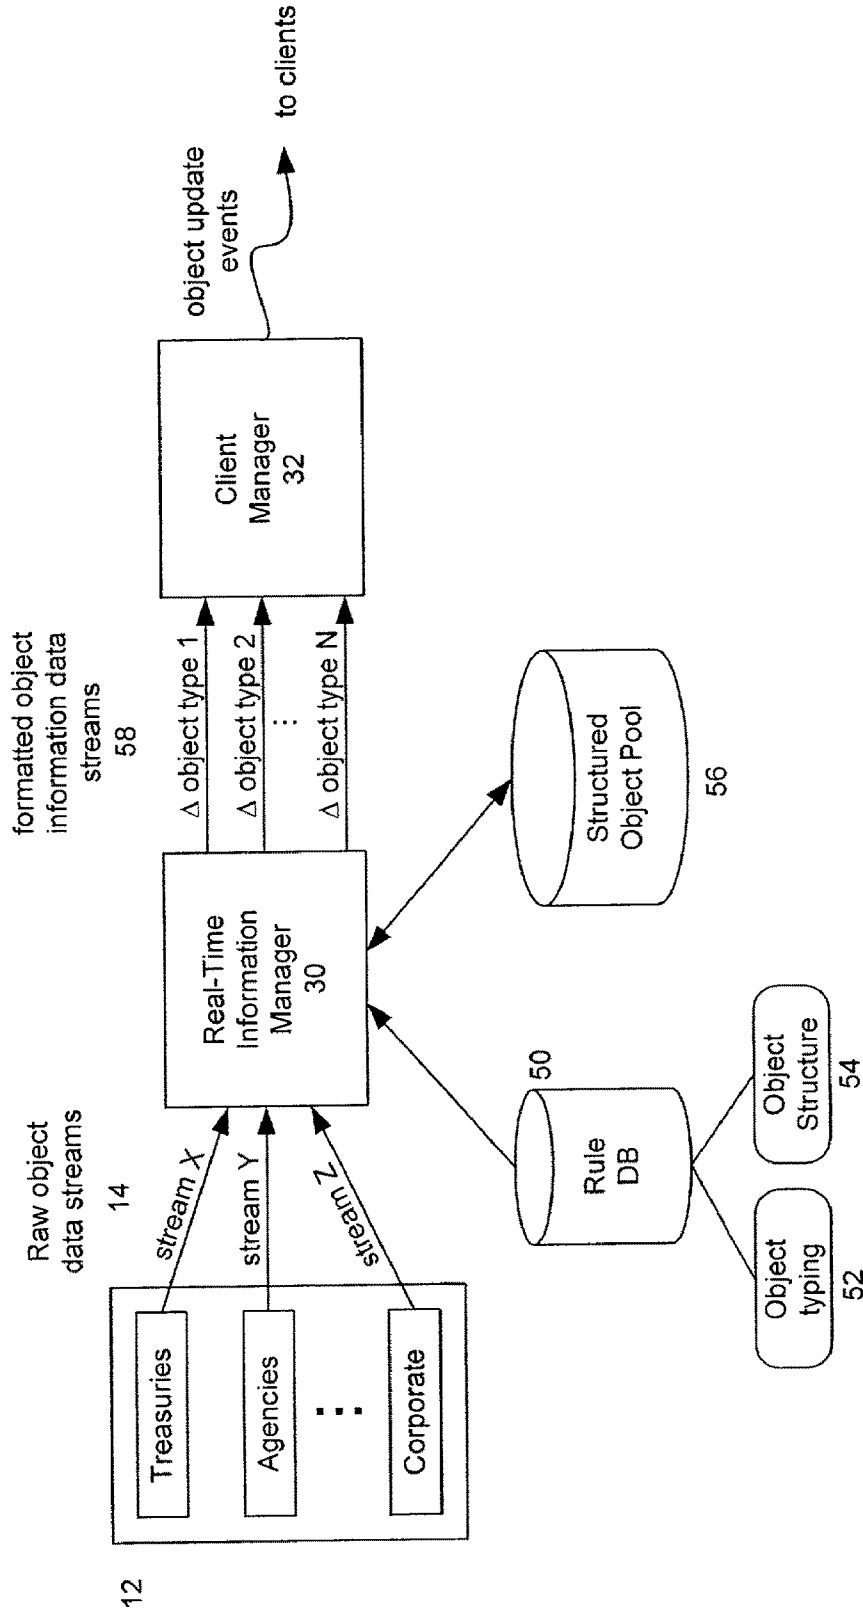 12
Treasuries
Agencies
Corporate
Raw object
data streams
14
stream X
stream Y
stream Z
Real-Time
Information
Manager
30
formatted object
information data
streams
58
Δ object type 1
Δ object type 2
Δ object type N
Client
Manager
32
object update
events
to clients
Rule
DB
50
Object
typing
52
Object
Structure
54
Structured
Object Pool
56